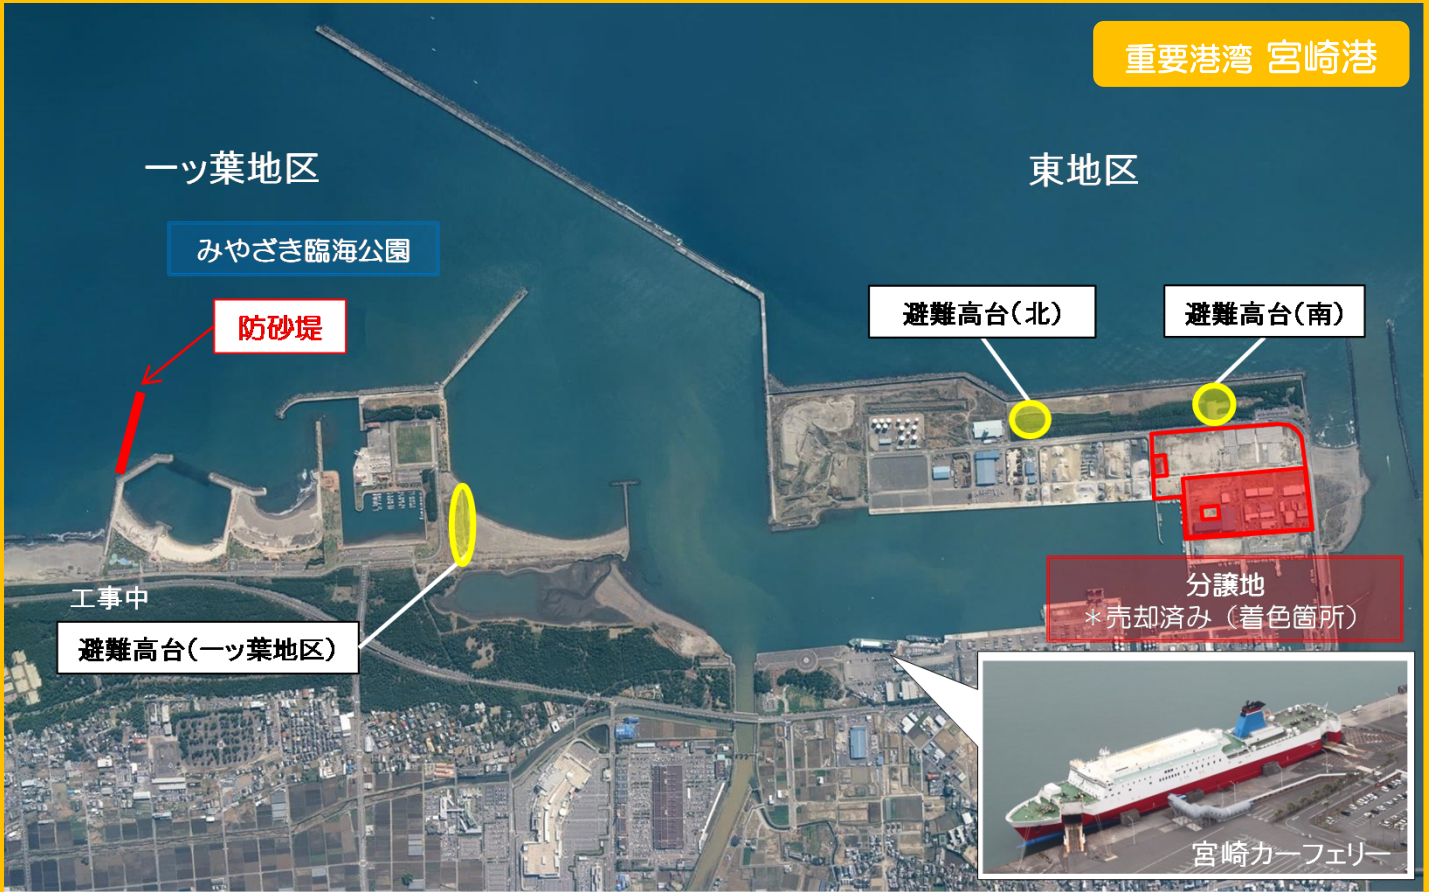 重要港湾 宮崎港
一ッ葉地区
東地区
みやざき臨海公園
防砂堤
避難高台(北)
避難高台(南)
工事中
避難高台(一ッ葉地区)
分譲地
*売却済み(着色箇所)
宮崎カーフェリー